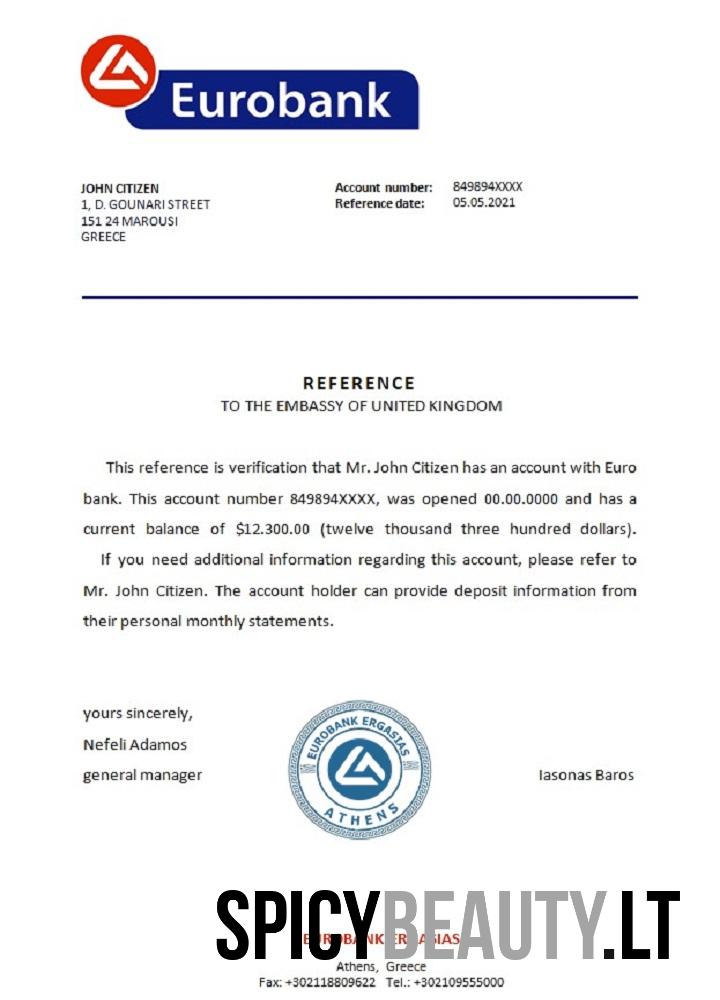 Eurobank
JOHN CITIZEN
1, D. GOUNARI STREET
151 24 MAROUSI
GREECE
Account number: 849894XXXX
Reference date: 05.05.2021
REFERENCE
TO THE EMBASSY OF UNITED KINGDOM
This reference is verification that Mr. John Citizen has an account with Euro
bank. This account number 849894XXXX, was opened 00.00.0000 and has a
current balance of $12.300.00 (twelve thousand three hundred dollars).
If you need additional information regarding this account, please refer to
Mr. John Citizen. The account holder can provide deposit information from
their personal monthly statements.
yours sincerely,
Nefeli Adamos
general manager
EUROBANK ERGASTAS
ATHENS
Iasonas Baros
SPICYBEAUTY.LT
EUROBANK ERGASIAS
Athens, Greece
Fax: +302118809622 Tel.: +302109555000